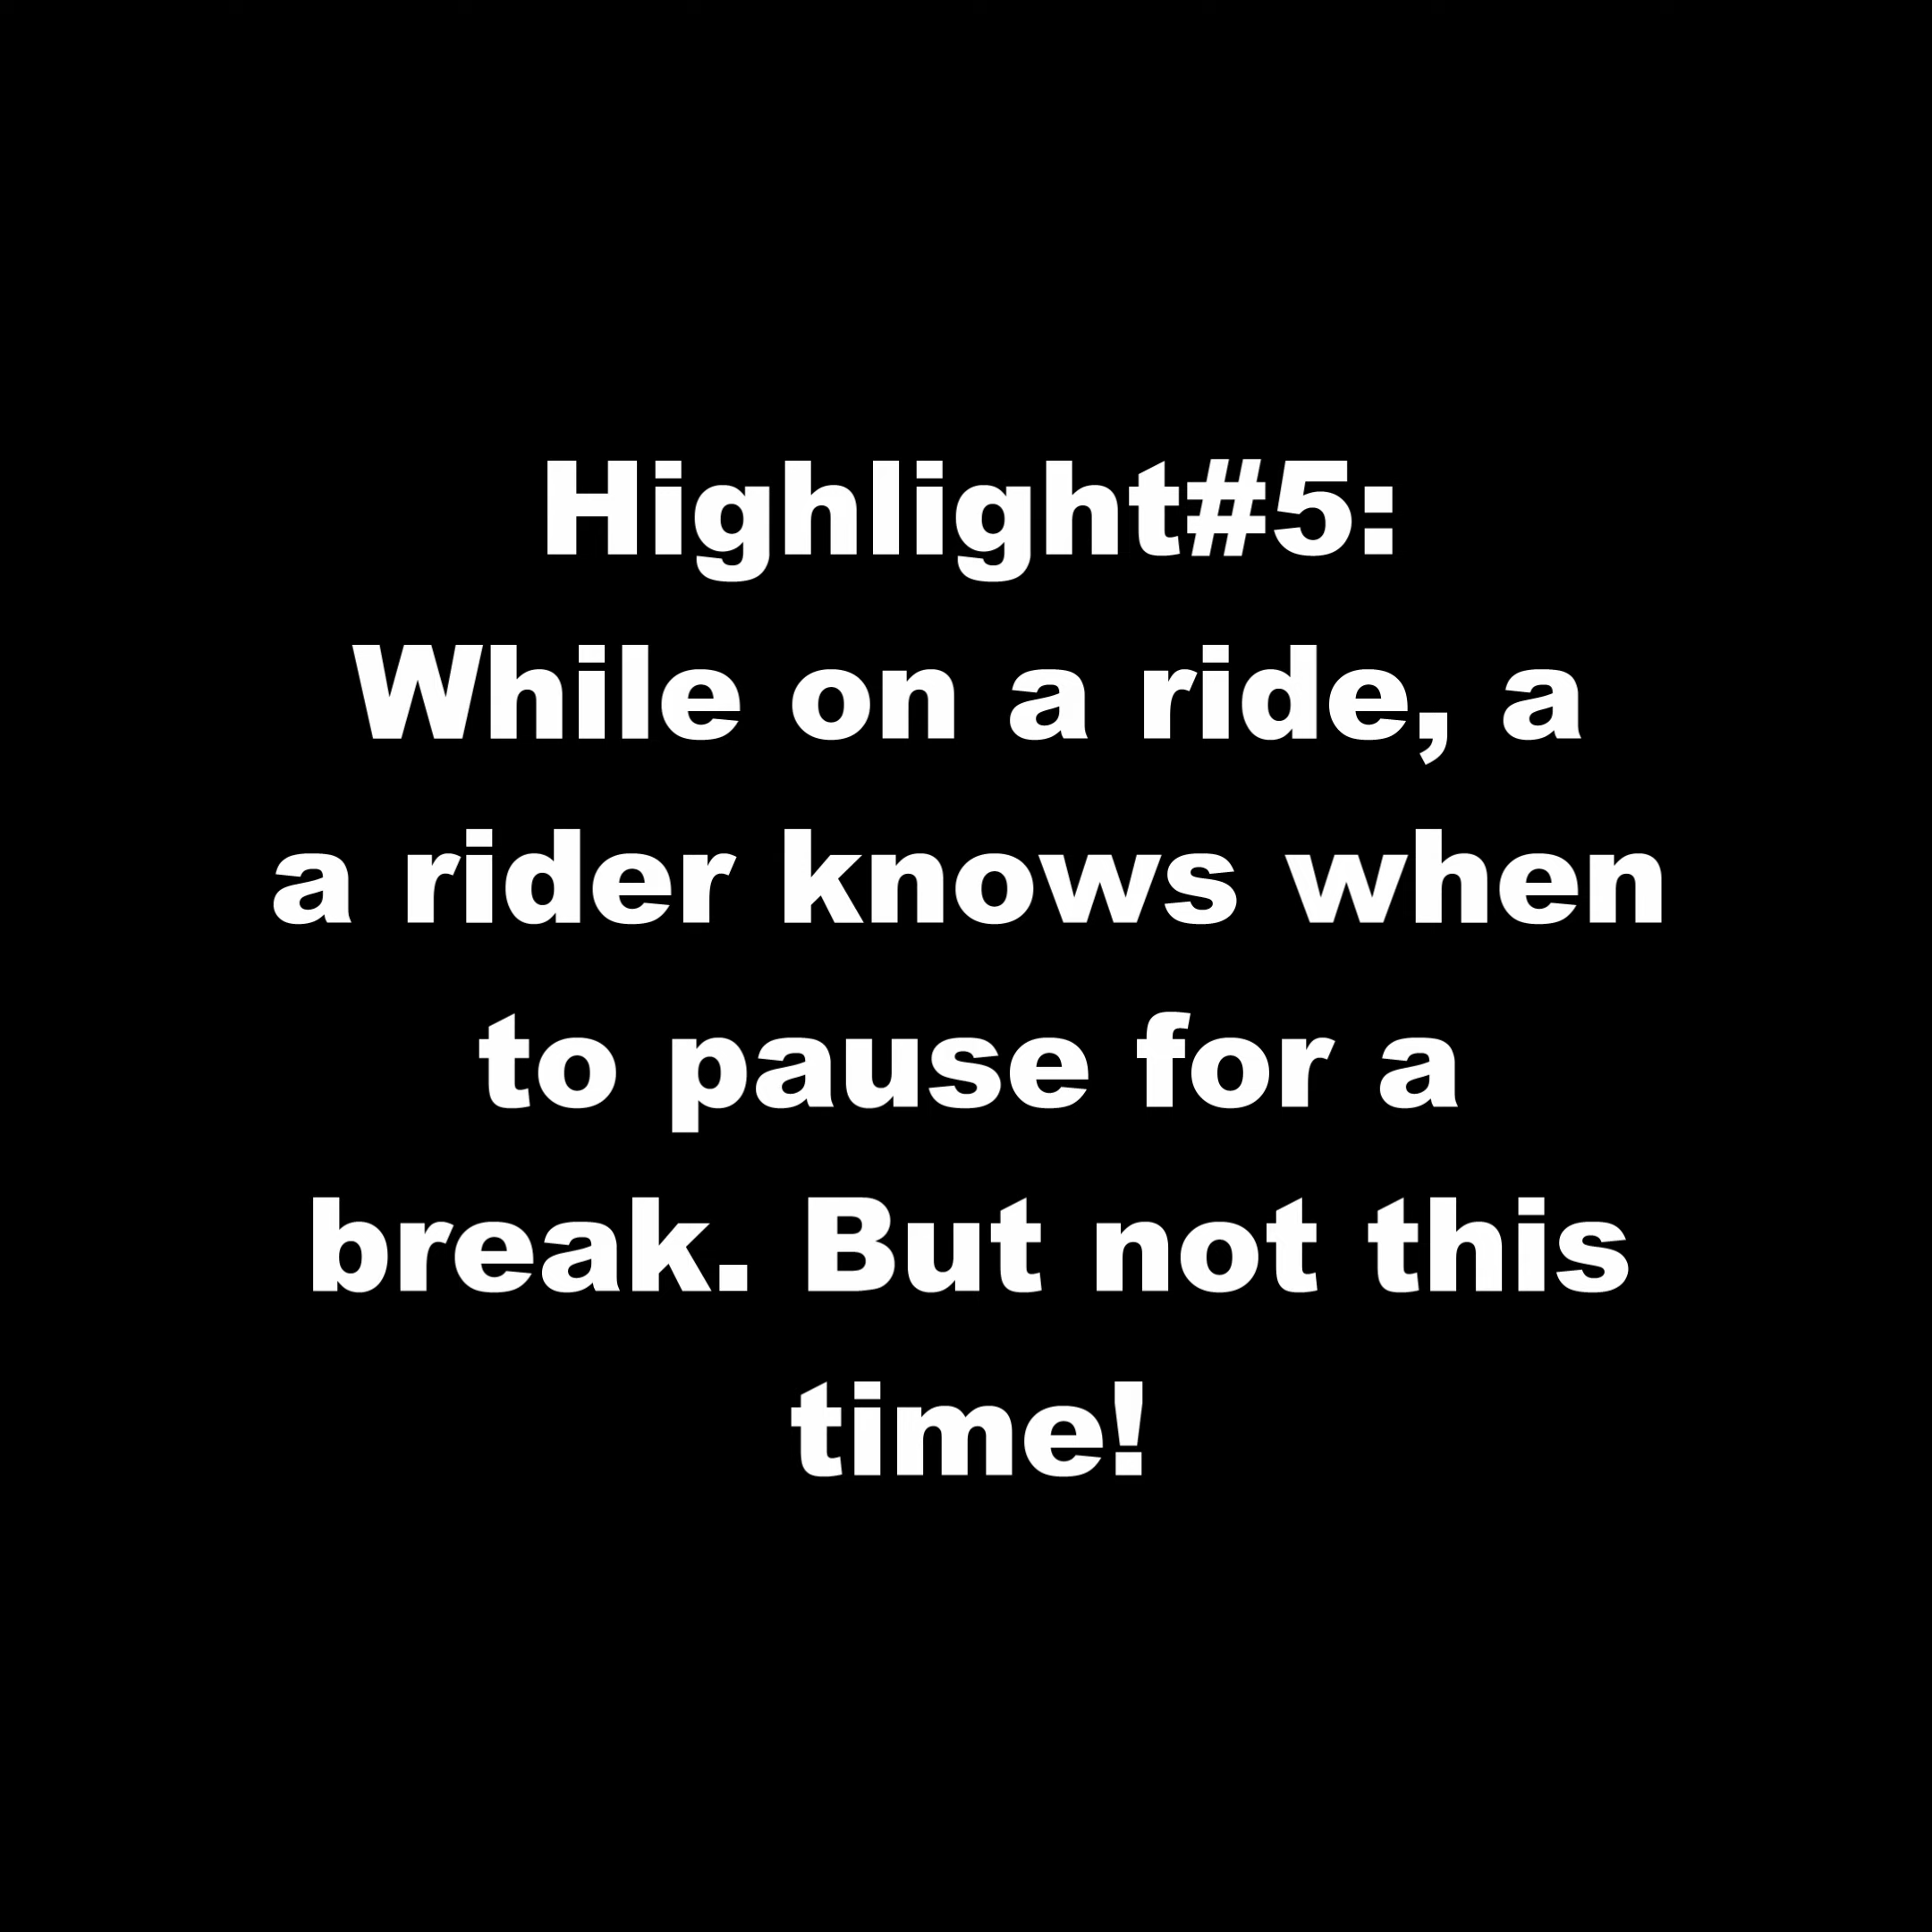 Highlight#5:
While on a ride, a
a rider knows when
to pause for a
break. But not this
time!